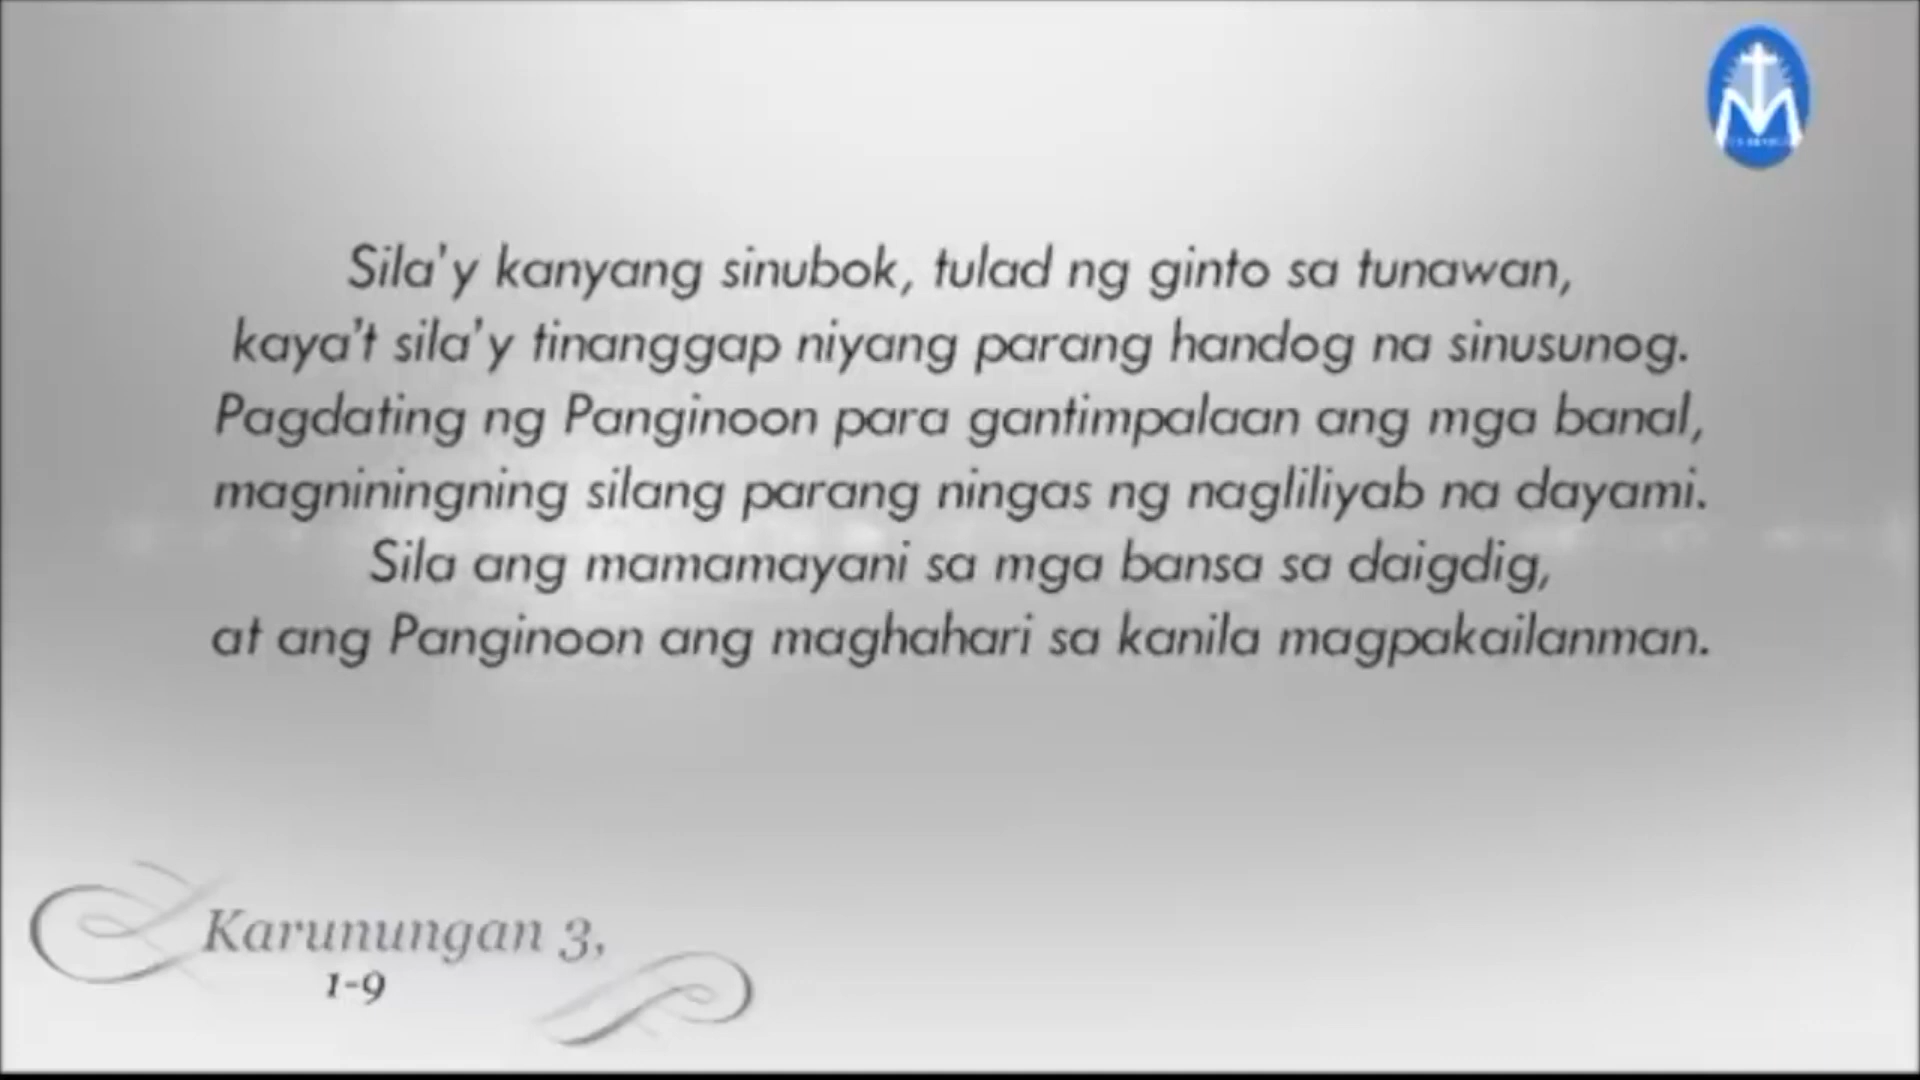 Sila'y kanyang sinubok, tulad ng ginto sa tunawan,
kaya't sila'y tinanggap niyang parang handog na sinusunog.
Pagdating ng Panginoon para gantimpalaan ang mga banal,
magniningning silang parang ningas ng nagliliyab na dayami.
Sila ang mamamayani sa mga bansa sa daigdig,
at ang Panginoon ang maghahari sa kanila magpakailanman.
Karunungan 3,
1-9